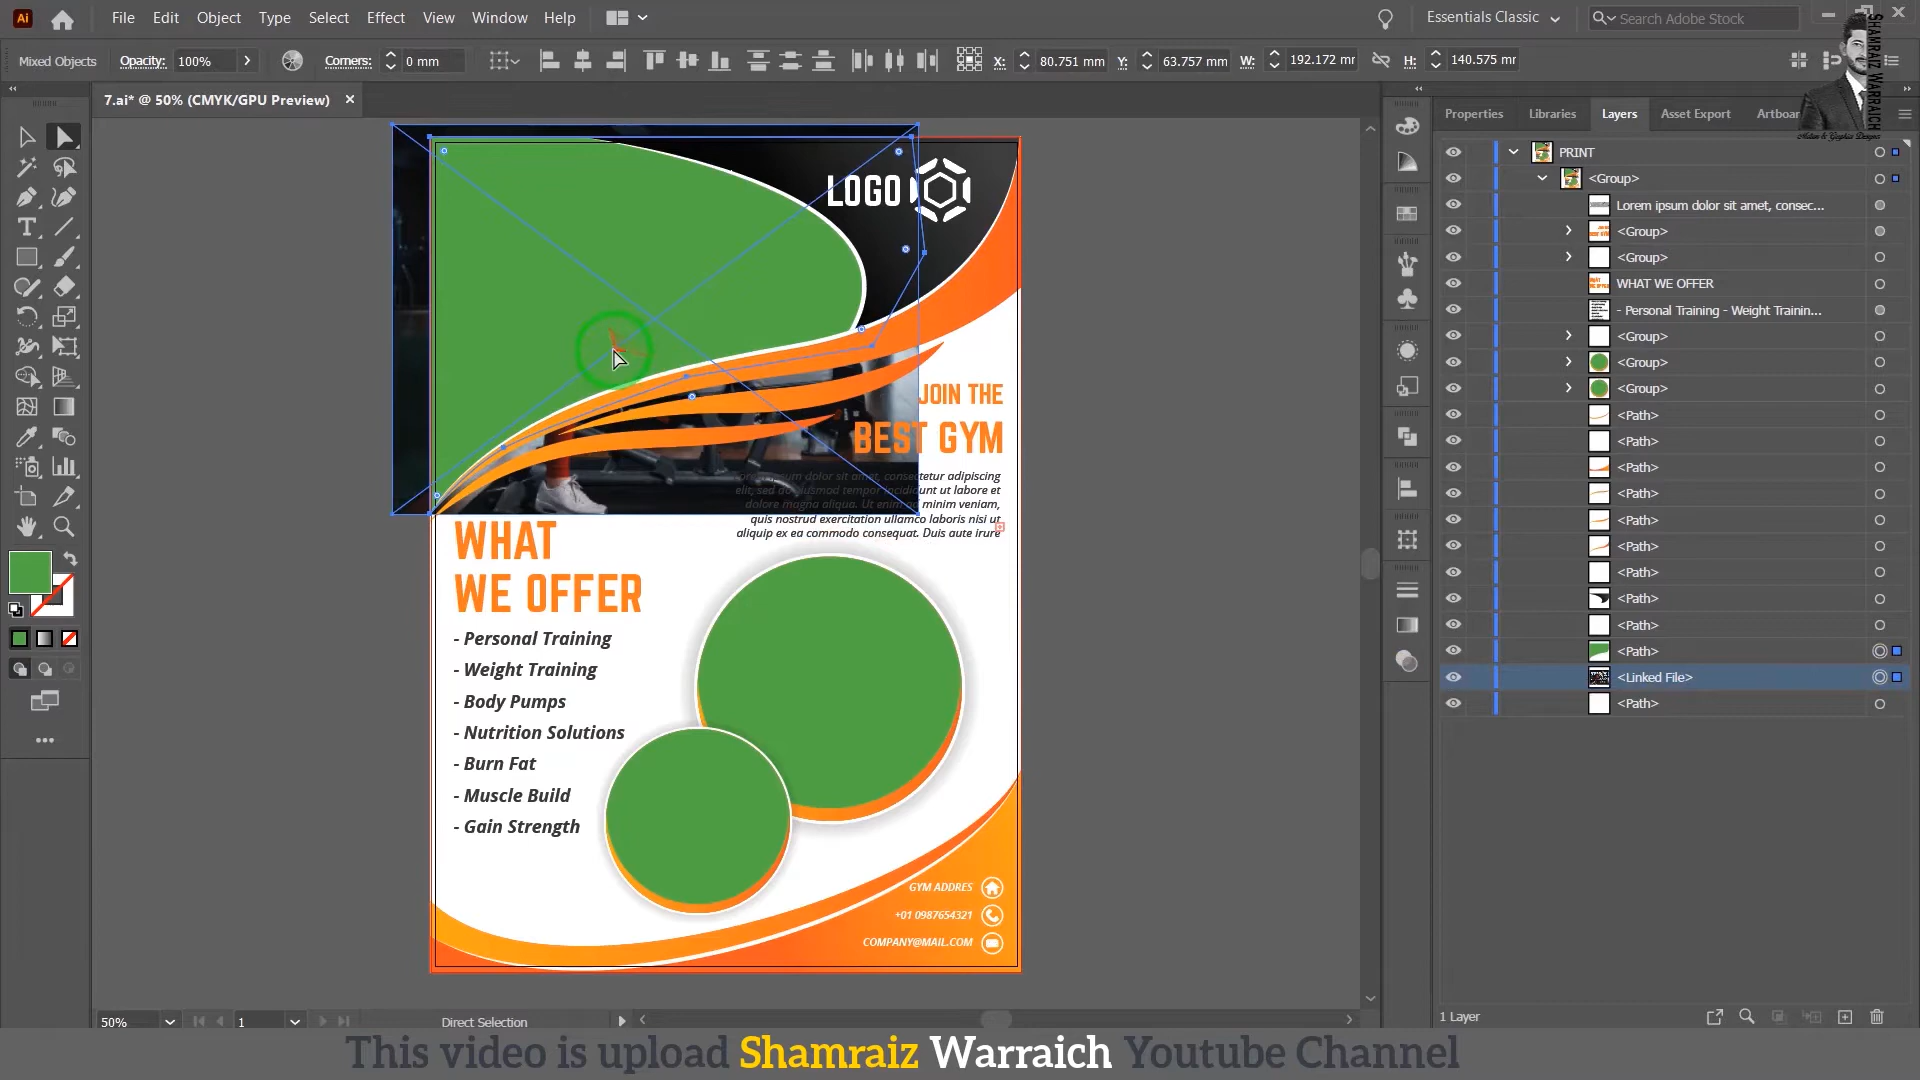 Ai File Edit Object Type Select Effect View Window Help Essentials Classic Search Adobe Stock
Mixed Objects Opacity: 100% Corners: 0 mm X: 80.751 mm Y: 63.757 mm W: 192.172 mr H: 140.575 mr
SHAMRAIZ WARRAICH
7.ai* @ 50% (CMYK/GPU Preview) ×
Properties Libraries Layers Asset Export Artboar
PRINT
<Group>
Lorem ipsum dolor sit amet, consec...
<Group>
<Group>
WHAT WE OFFER
- Personal Training - Weight Trainin...
<Group>
<Group>
<Group>
<Path>
<Path>
<Path>
<Path>
<Path>
<Path>
<Path>
<Path>
<Path>
<Path>
<Linked File>
<Path>
1 Layer
LOGO
JOIN THE
BEST GYM
Lorem ipsum dolor sit amet, consectetur adipiscing
elit, sed do eiusmod tempor incididunt ut labore et
dolore magna aliqua. Ut enim ad minim veniam,
quis nostrud exercitation ullamco laboris nisi ut
aliquip ex ea commodo consequat. Duis aute irure
WHAT
WE OFFER
- Personal Training
- Weight Training
- Body Pumps
- Nutrition Solutions
- Burn Fat
- Muscle Build
- Gain Strength
GYM ADDRES
+01 0987654321
COMPANY@MAIL.COM
50% 1 Direct Selection
This video is upload Shamraiz Warraich Youtube Channel